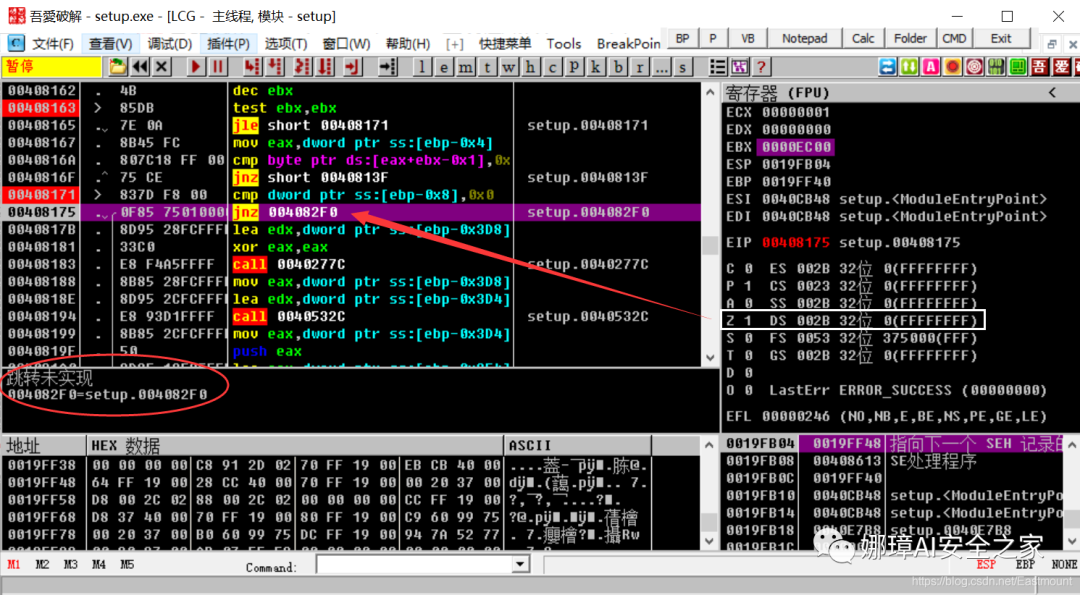 吾愛破解 - setup.exe - [LCG - 主线程, 模块 - setup]
文件(F) 查看(V) 调试(D) 插件(P) 选项(T) 窗口(W) 帮助(H) [+] 快捷菜单 Tools BreakPoin BP P VB Notepad Calc Folder CMD Exit
暂停 l e m t w h c p k b r ... s ?
00408162 . 4B dec ebx
00408163 > 85DB test ebx,ebx
00408165 . 7E 0A jle short 00408171 setup.00408171
00408167 . 8B45 FC mov eax,dword ptr ss:[ebp-0x4]
0040816A . 807C18 FF 00 cmp byte ptr ds:[eax+ebx-0x1],0x
0040816F .^ 75 CE jnz short 0040813F setup.0040813F
00408171 > 837D F8 00 cmp dword ptr ss:[ebp-0x8],0x0
00408175 . 0F85 75010000 jnz 004082F0 setup.004082F0
0040817B . 8D95 28FCFFFF lea edx,dword ptr ss:[ebp-0x3D8]
00408181 . 33C0 xor eax,eax
00408183 . E8 F4A5FFFF call 0040277C setup.0040277C
00408188 . 8B85 28FCFFFF mov eax,dword ptr ss:[ebp-0x3D8]
0040818E . 8D95 2CFCFFFF lea edx,dword ptr ss:[ebp-0x3D4]
00408194 . E8 93D1FFFF call 0040532C setup.0040532C
00408199 . 8B85 2CFCFFFF mov eax,dword ptr ss:[ebp-0x3D4]
0040819F . 50 push eax
跳转未实现
004082F0=setup.004082F0
寄存器 (FPU) <
ECX 00000001
EDX 00000000
EBX 0000EC00
ESP 0019FB04
EBP 0019FF40
ESI 0040CB48 setup.<ModuleEntryPoint>
EDI 0040CB48 setup.<ModuleEntryPoint>
EIP 00408175 setup.00408175
C 0 ES 002B 32位 0(FFFFFFFF)
P 1 CS 0023 32位 0(FFFFFFFF)
A 0 SS 002B 32位 0(FFFFFFFF)
Z 1 DS 002B 32位 0(FFFFFFFF)
S 0 FS 0053 32位 375000(FFF)
T 0 GS 002B 32位 0(FFFFFFFF)
D 0
O 0 LastErr ERROR_SUCCESS (00000000)
EFL 00000246 (NO,NB,E,BE,NS,PE,GE,LE)
地址 HEX 数据 ASCII
0019FF38 00 00 00 00 C8 91 2D 02 70 FF 19 00 EB CB 40 00
0019FF48 64 FF 19 00 28 CC 40 00 70 FF 19 00 00 20 37 00
0019FF58 D8 00 2C 02 88 00 2C 02 00 00 00 00 CC FF 19 00
0019FF68 D8 37 40 00 70 FF 19 00 80 FF 19 00 C9 60 99 75
0019FF78 00 20 37 00 B0 60 99 75 DC FF 19 00 94 7A 52 77
0019FB04 0019FF48 指向下一个 SEH 记录的
0019FB08 00408613 SE处理程序
0019FB0C 0019FF40
0019FB10 0040CB48 setup.<ModuleEntryPo
0019FB14 0040CB48 setup.<ModuleEntryPo
0019FB18 0040E7B8 setup.0040E7B8
0019FB1C
M1 M2 M3 M4 M5 Command: ESP EBP NONE
娜璋AI安全之家
https://blog.csdn.net/Eastmount